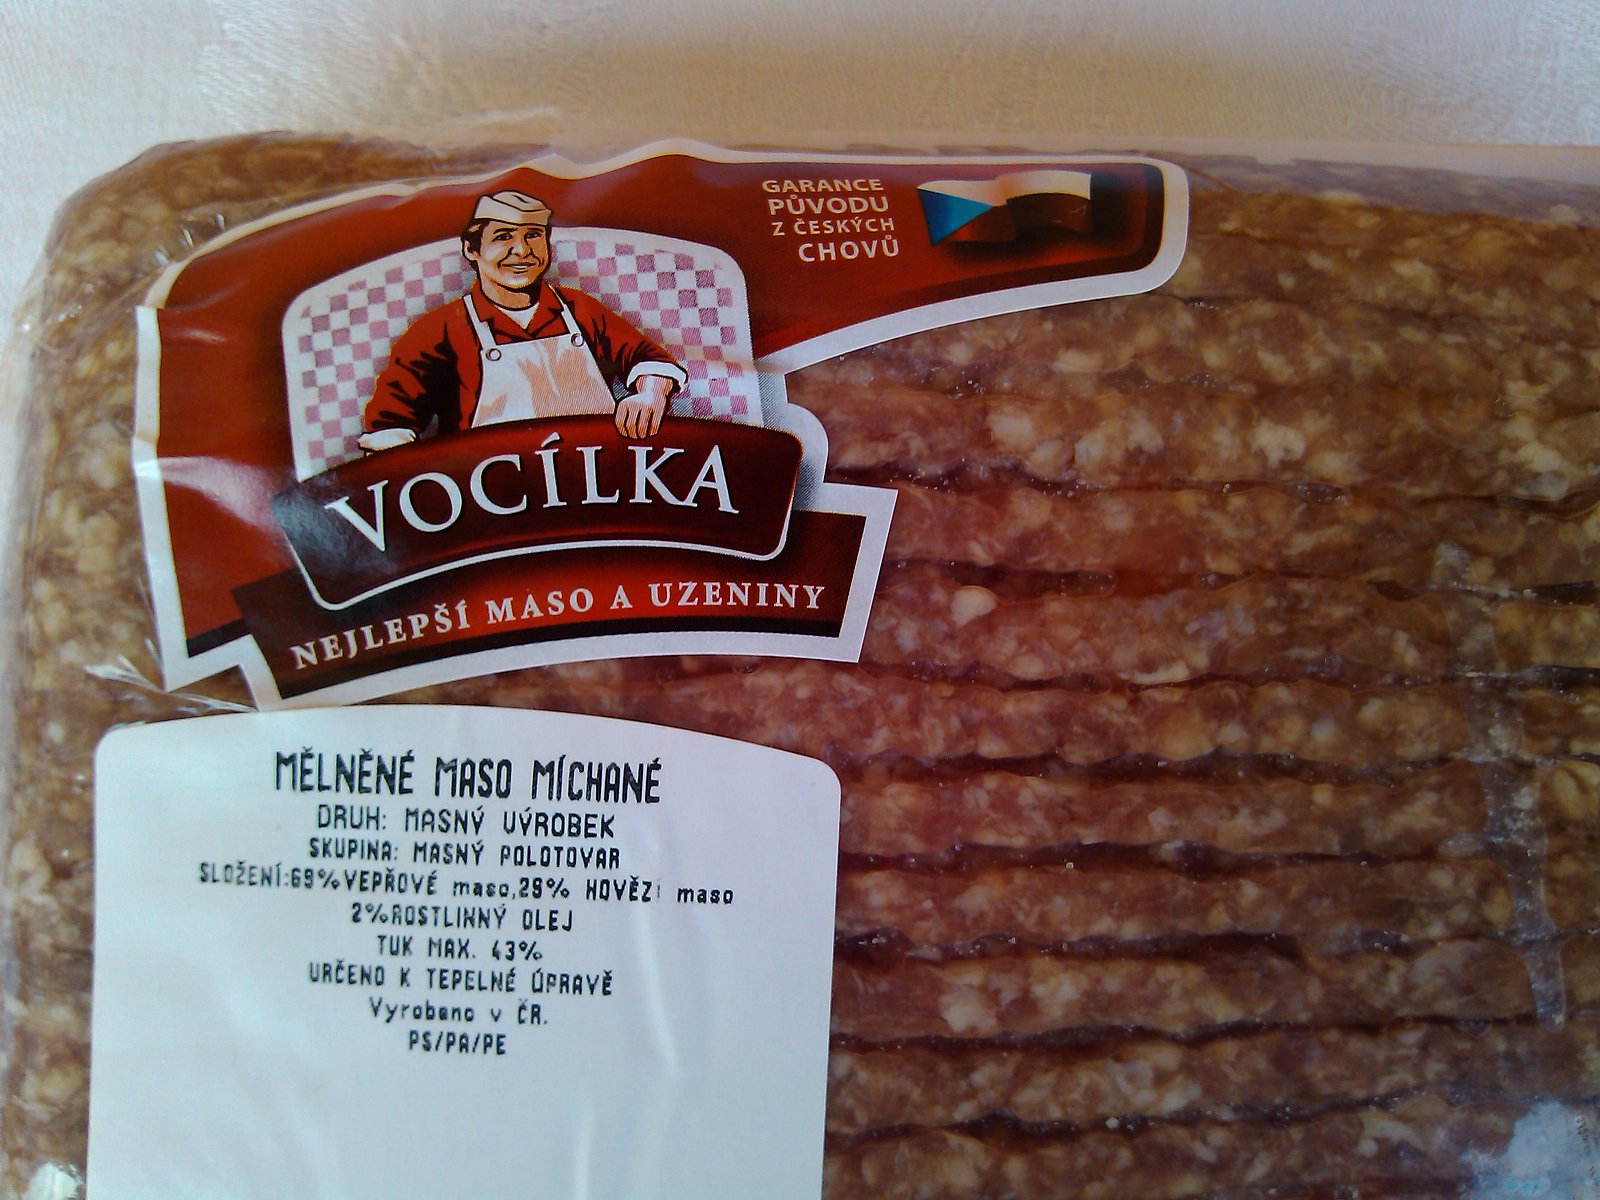 GARANCE
PŮVODU
Z ČESKÝCH
CHOVŮ
VOCÍLKA
NEJLEPŠÍ MASO A UZENINY
MĚLNĚNÉ MASO MÍCHANÉ
DRUH: MASNÝ VÝROBEK
SKUPINA: MASNÝ POLOTOVAR
SLOŽENÍ:69%VEPŘOVÉ maso,29% HOVĚZÍ maso
2%ROSTLINNÝ OLEJ
TUK MAX. 43%
URČENO K TEPELNÉ ÚPRAVĚ
Vyrobeno v ČR.
PS/PA/PE